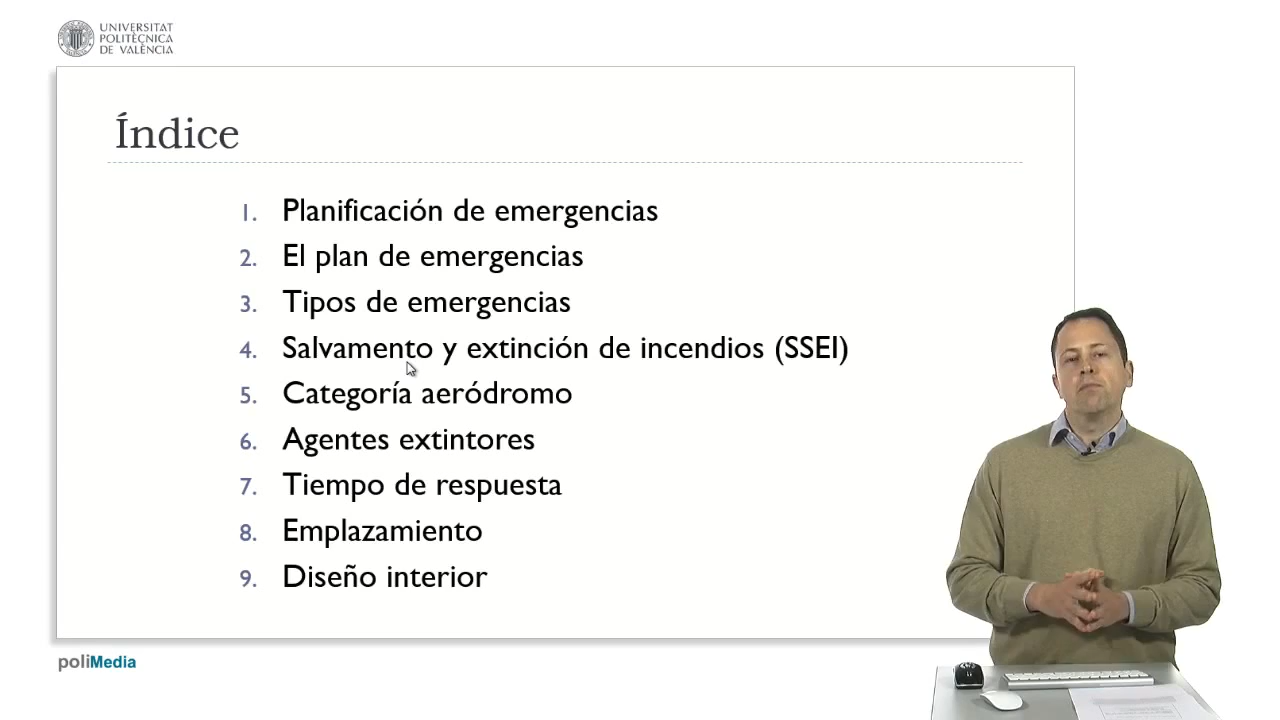 UNIVERSITAT
POLITÈCNICA
DE VALÈNCIA
Índice
1. Planificación de emergencias
2. El plan de emergencias
3. Tipos de emergencias
4. Salvamento y extinción de incendios (SSEI)
5. Categoría aeródromo
6. Agentes extintores
7. Tiempo de respuesta
8. Emplazamiento
9. Diseño interior
poliMedia